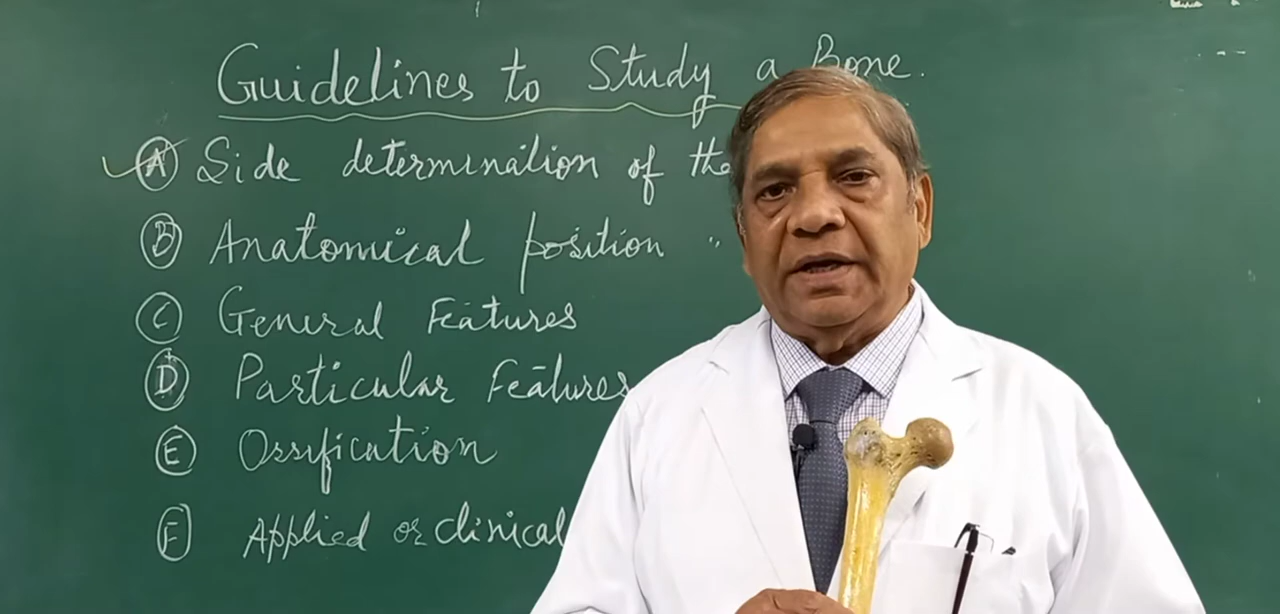 Guidelines to Study a Bone.
A Side determination of the
B Anatomical position "
C General Features
D Particular Features
E Ossification
F Applied or clinical